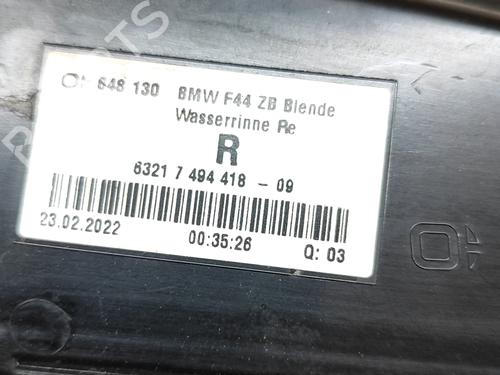 648 130 BMW F44 ZB Blende
Wasserrinne Re
R
6321 7 494 418 - 09
23.02.2022 00:35:26 Q: 03